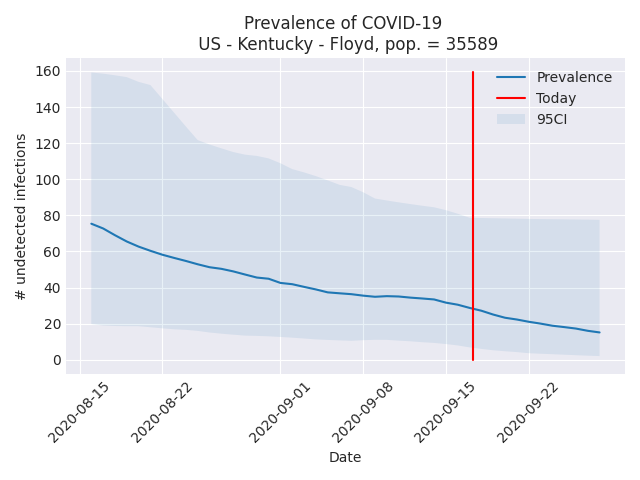 Prevalence of COVID-19
US - Kentucky - Floyd, pop. = 35589
Prevalence
Today
95CI
# undetected infections
160
140
120
100
80
60
40
20
0
2020-08-15
2020-08-22
2020-09-01
2020-09-08
2020-09-15
2020-09-22
Date